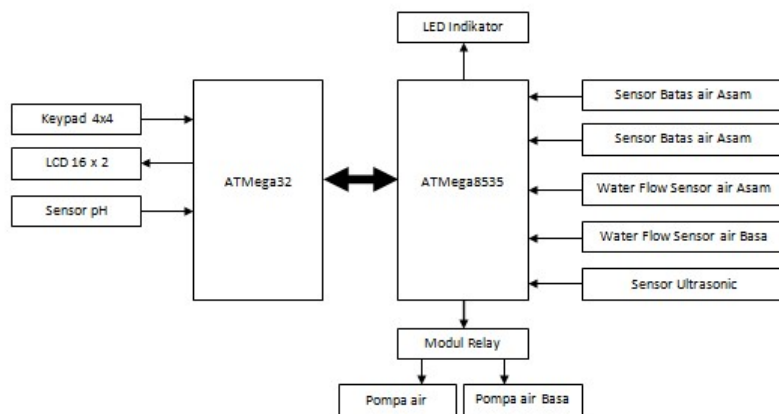 LED Indikator
Keypad 4x4
LCD 16 x 2
Sensor pH
ATMega32
ATMega8535
Sensor Batas air Asam
Sensor Batas air Asam
Water Flow Sensor air Asam
Water Flow Sensor air Basa
Sensor Ultrasonic
Modul Relay
Pompa air
Pompa air Basa